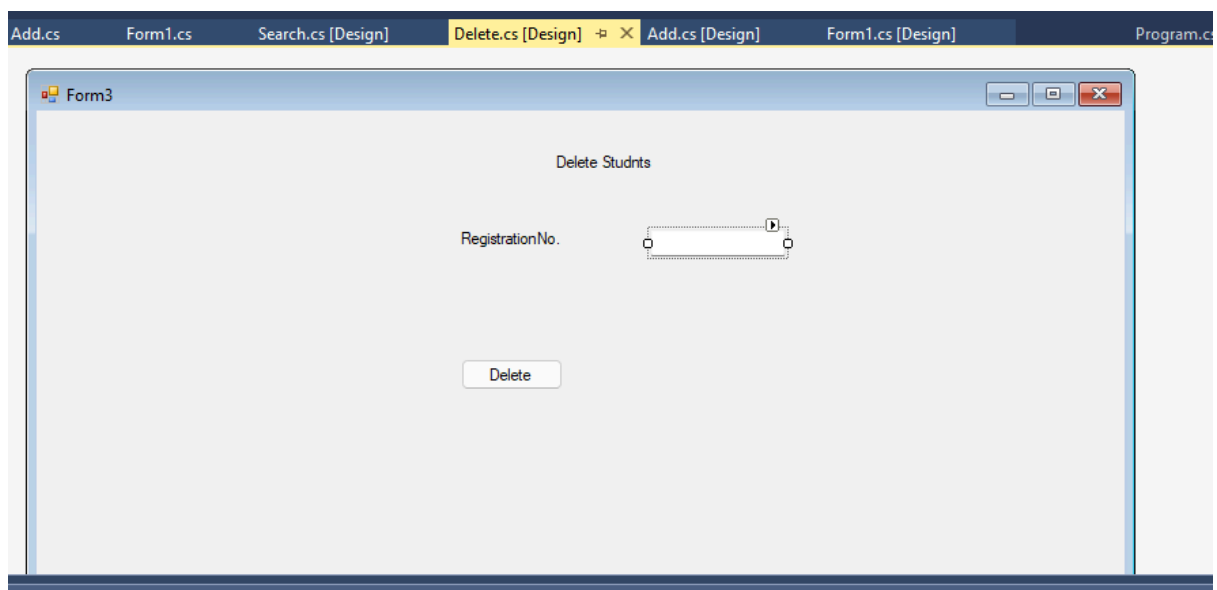 Add.cs Form1.cs Search.cs [Design] Delete.cs [Design] Add.cs [Design] Form1.cs [Design] Program.cs
Form3
Delete Studnts
RegistrationNo.
Delete